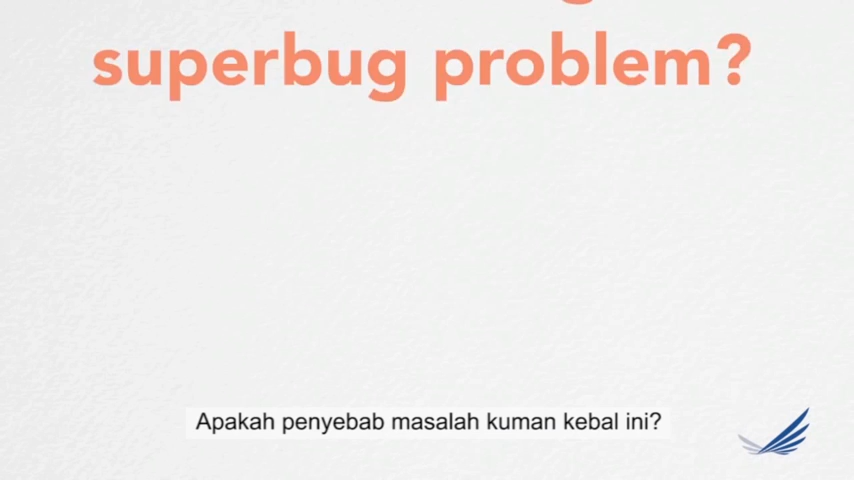 superbug problem?
Apakah penyebab masalah kuman kebal ini?